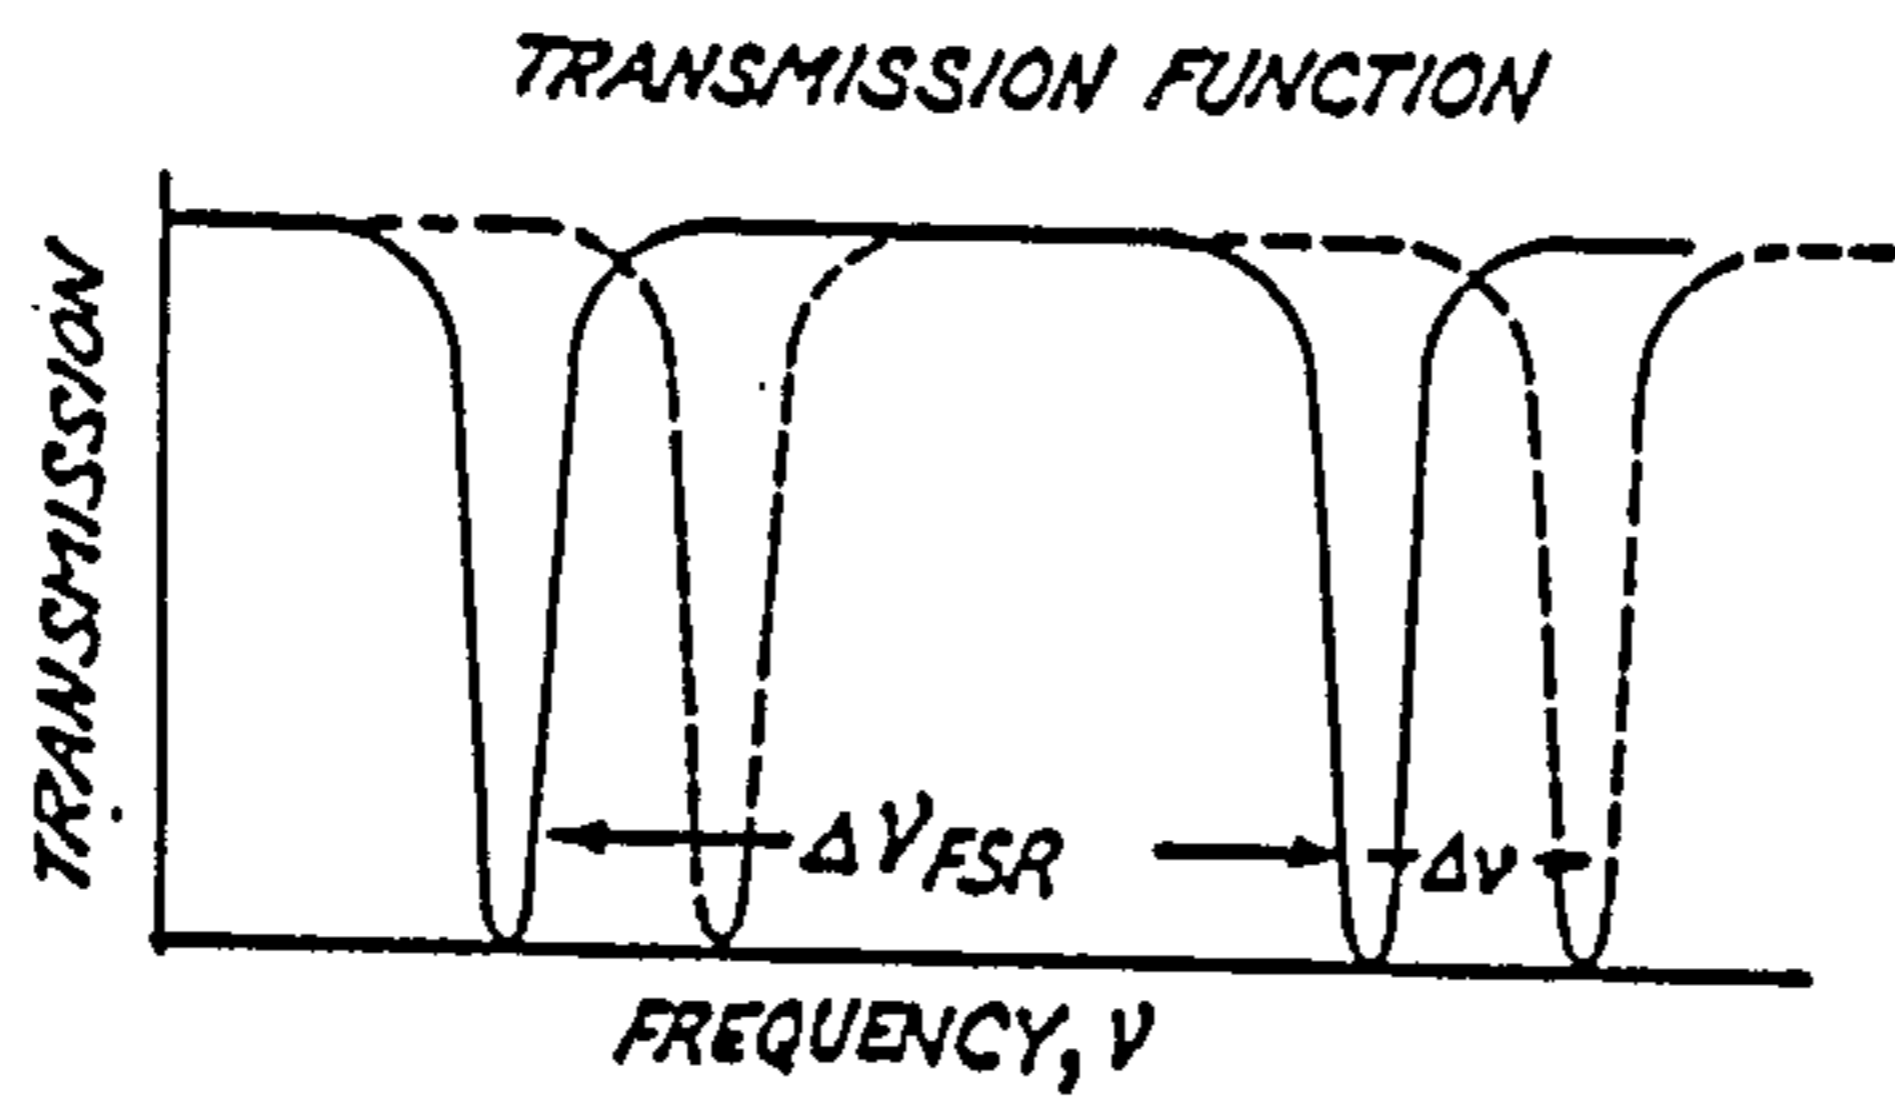 TRANSMISSION FUNCTION
TRANSMISSION
ΔνFSR
Δν
FREQUENCY, ν